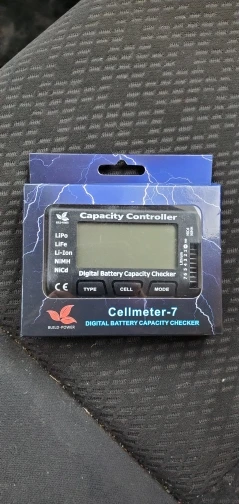 Capacity Controller
LiPo
LiFe
Li-Ion
NiMH
NiCd
Digital Battery Capacity Checker
CE
TYPE
CELL
MODE
Cellmeter-7
BUILD-POWER
DIGITAL BATTERY CAPACITY CHECKER